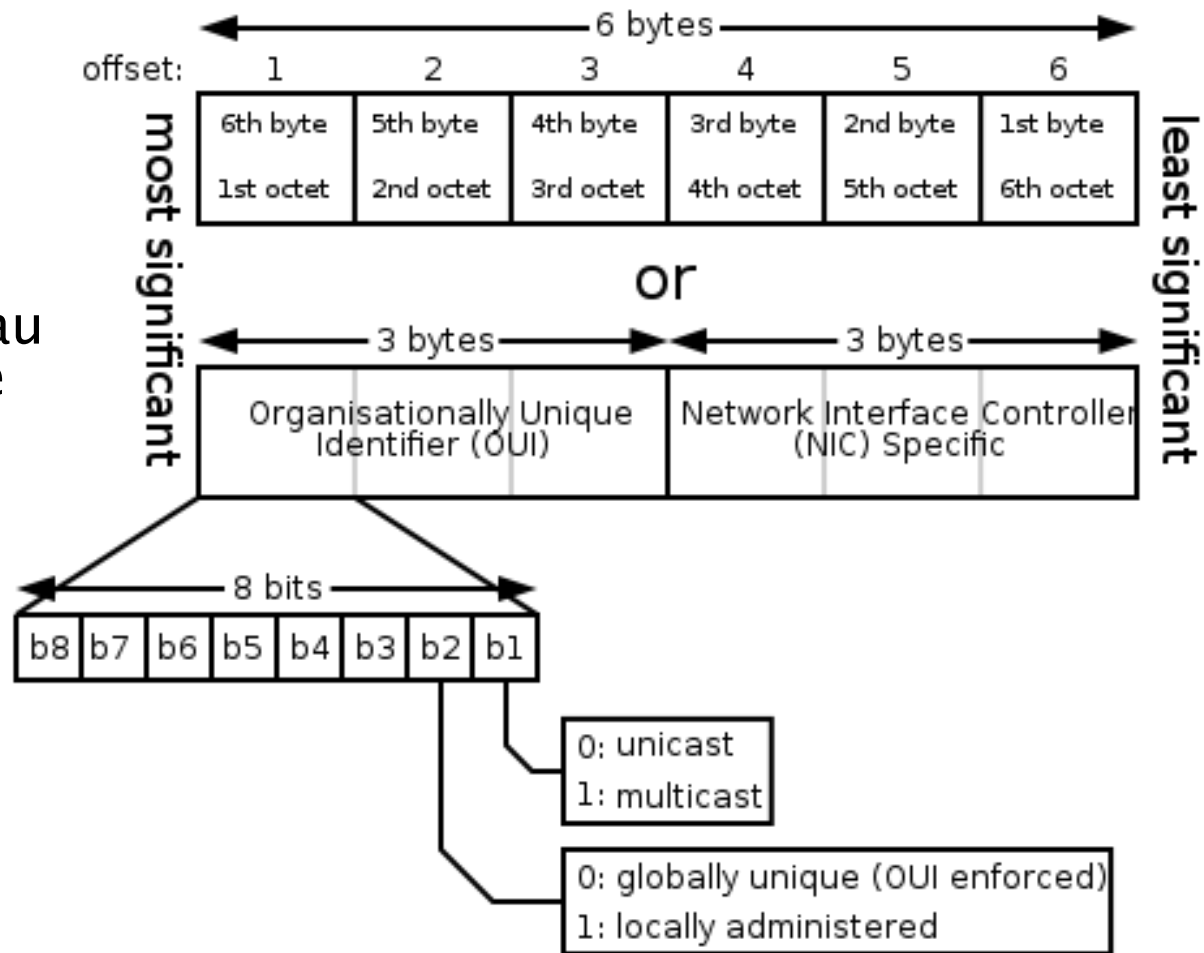 6 bytes
offset: 1 2 3 4 5 6
6th byte 5th byte 4th byte 3rd byte 2nd byte 1st byte
1st octet 2nd octet 3rd octet 4th octet 5th octet 6th octet
most significant
least significant
or
au
e
3 bytes 3 bytes
Organisationally Unique
Identifier (OUI)
Network Interface Controller
(NIC) Specific
8 bits
b8 b7 b6 b5 b4 b3 b2 b1
0: unicast
1: multicast
0: globally unique (OUI enforced)
1: locally administered